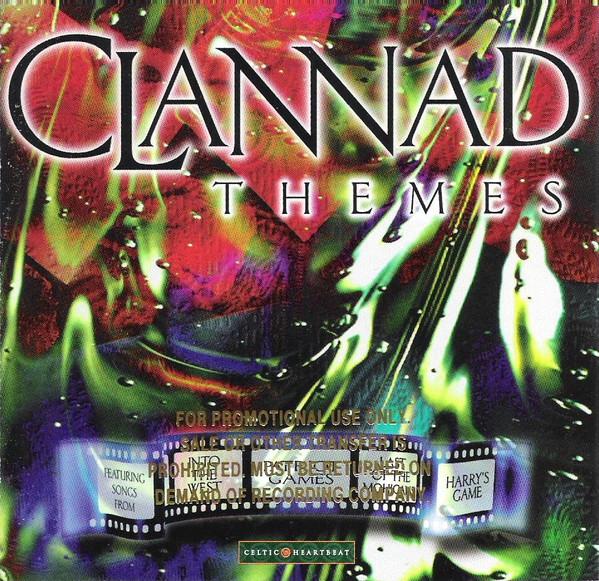 CLANNAD
THEMES
FOR PROMOTIONAL USE ONLY.
SALE OR OTHER TRANSFER IS
PROHIBITED. MUST BE RETURNED ON
DEMAND OF RECORDING COMPANY
FEATURING
SONGS
FROM
INTO
THE
WEST
GAMES
LAST
OF THE
HARRY'S
GAME
CELTIC HEARTBEAT